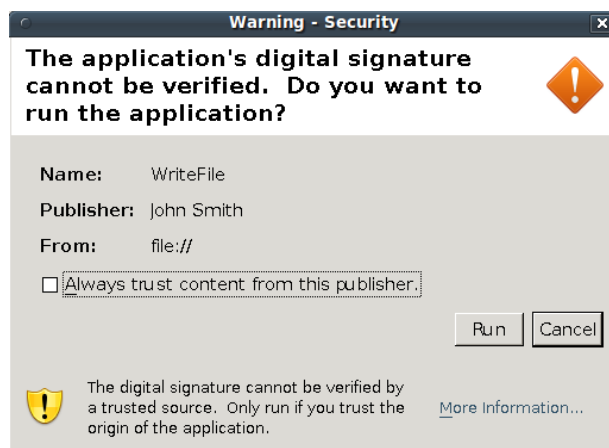 Warning - Security
The application's digital signature
cannot be verified.  Do you want to
run the application?
Name: WriteFile
Publisher: John Smith
From: file://
Always trust content from this publisher.
Run Cancel
The digital signature cannot be verified by
a trusted source.  Only run if you trust the
origin of the application.
More Information...